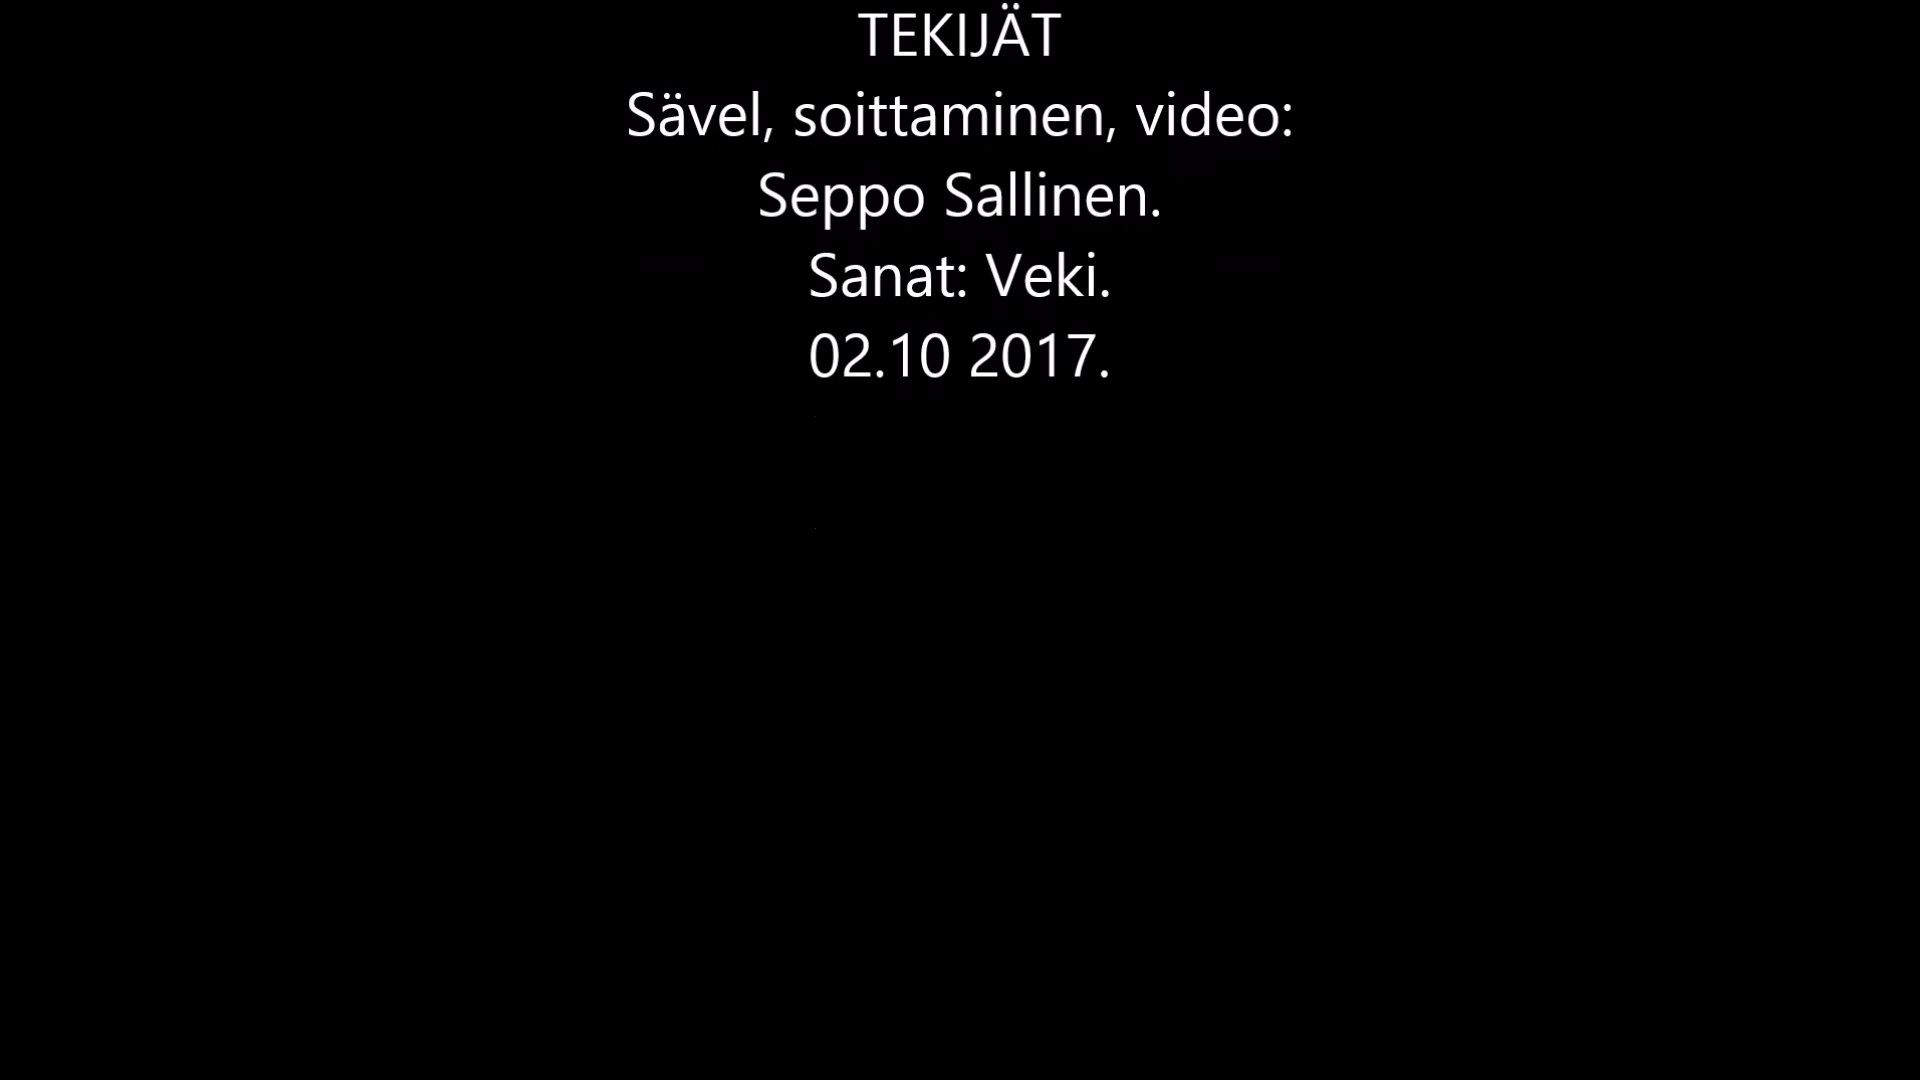 TEKIJÄT
Sävel, soittaminen, video:
Seppo Sallinen.
Sanat: Veki.
02.10 2017.